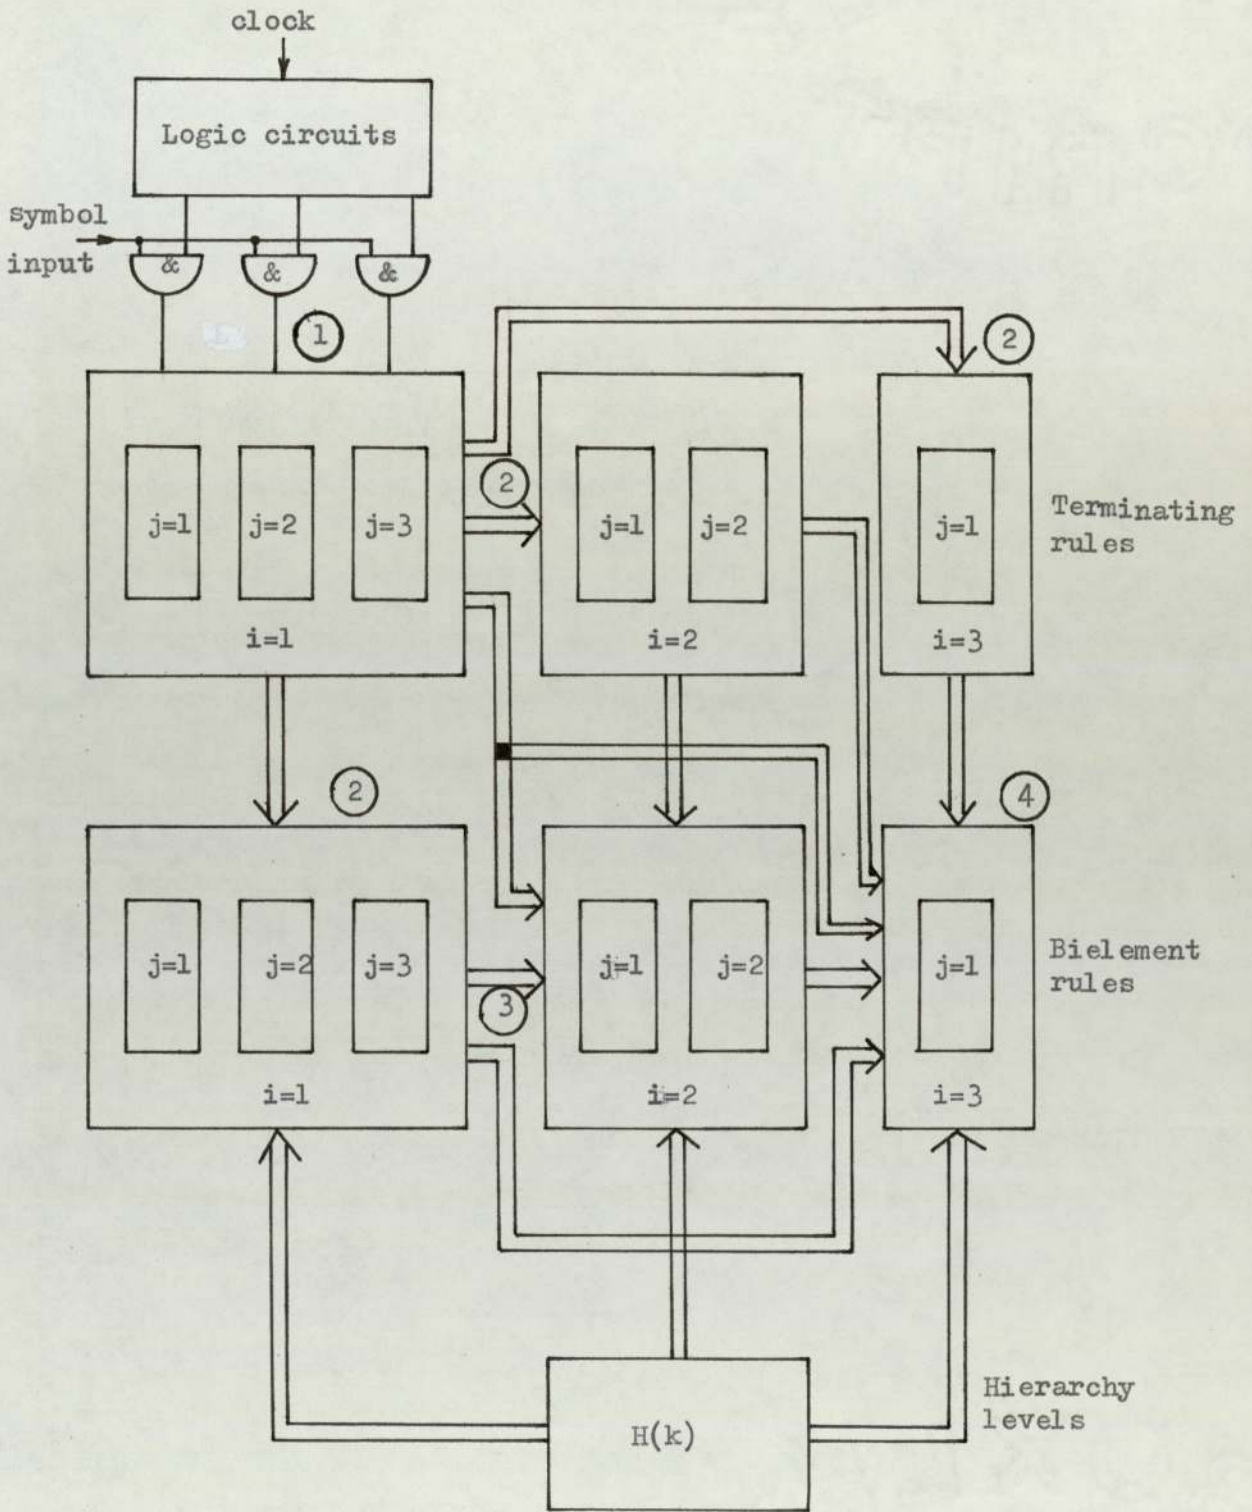 clock
Logic circuits
symbol
input
& & &
1
2
2
j=1 j=2 j=3
i=1
j=1 j=2
i=2
j=1
i=3
Terminating
rules
2
4
j=1 j=2 j=3
i=1
3
j=1 j=2
i=2
j=1
i=3
Bielement
rules
H(k)
Hierarchy
levels